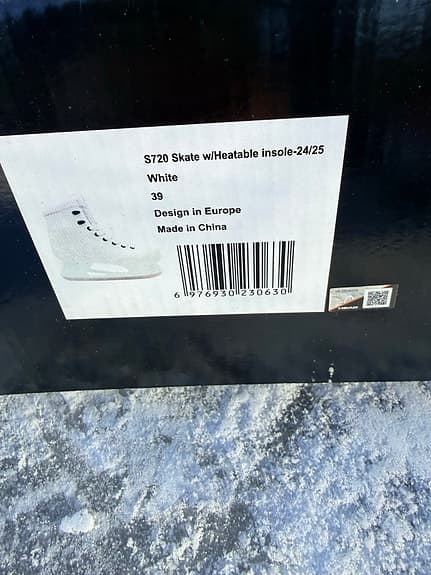 S720 Skate w/Heatable insole-24/25
White
39
Design in Europe
Made in China
6 976930 230630